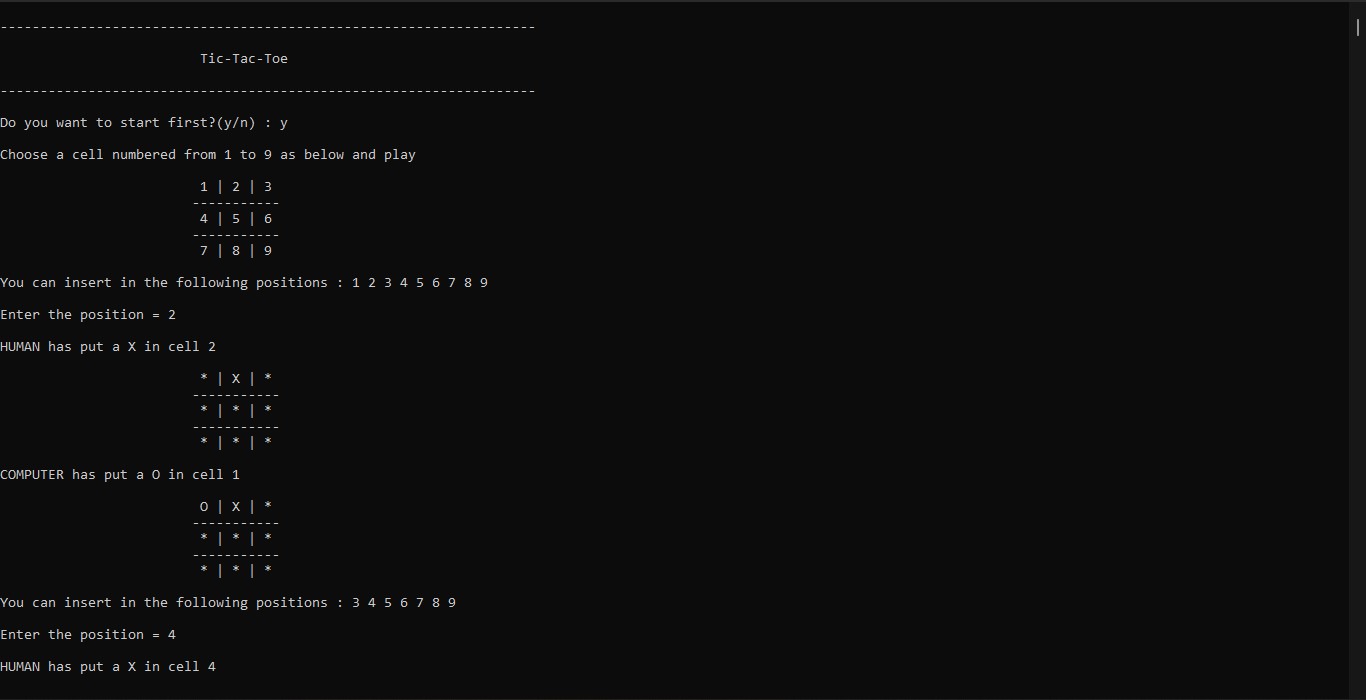 -------------------------------------------------------------------
Tic-Tac-Toe
-------------------------------------------------------------------
Do you want to start first?(y/n) : y
Choose a cell numbered from 1 to 9 as below and play
1 | 2 | 3
-----------
4 | 5 | 6
-----------
7 | 8 | 9
You can insert in the following positions : 1 2 3 4 5 6 7 8 9
Enter the position = 2
HUMAN has put a X in cell 2
* | X | *
-----------
* | * | *
-----------
* | * | *
COMPUTER has put a O in cell 1
O | X | *
-----------
* | * | *
-----------
* | * | *
You can insert in the following positions : 3 4 5 6 7 8 9
Enter the position = 4
HUMAN has put a X in cell 4